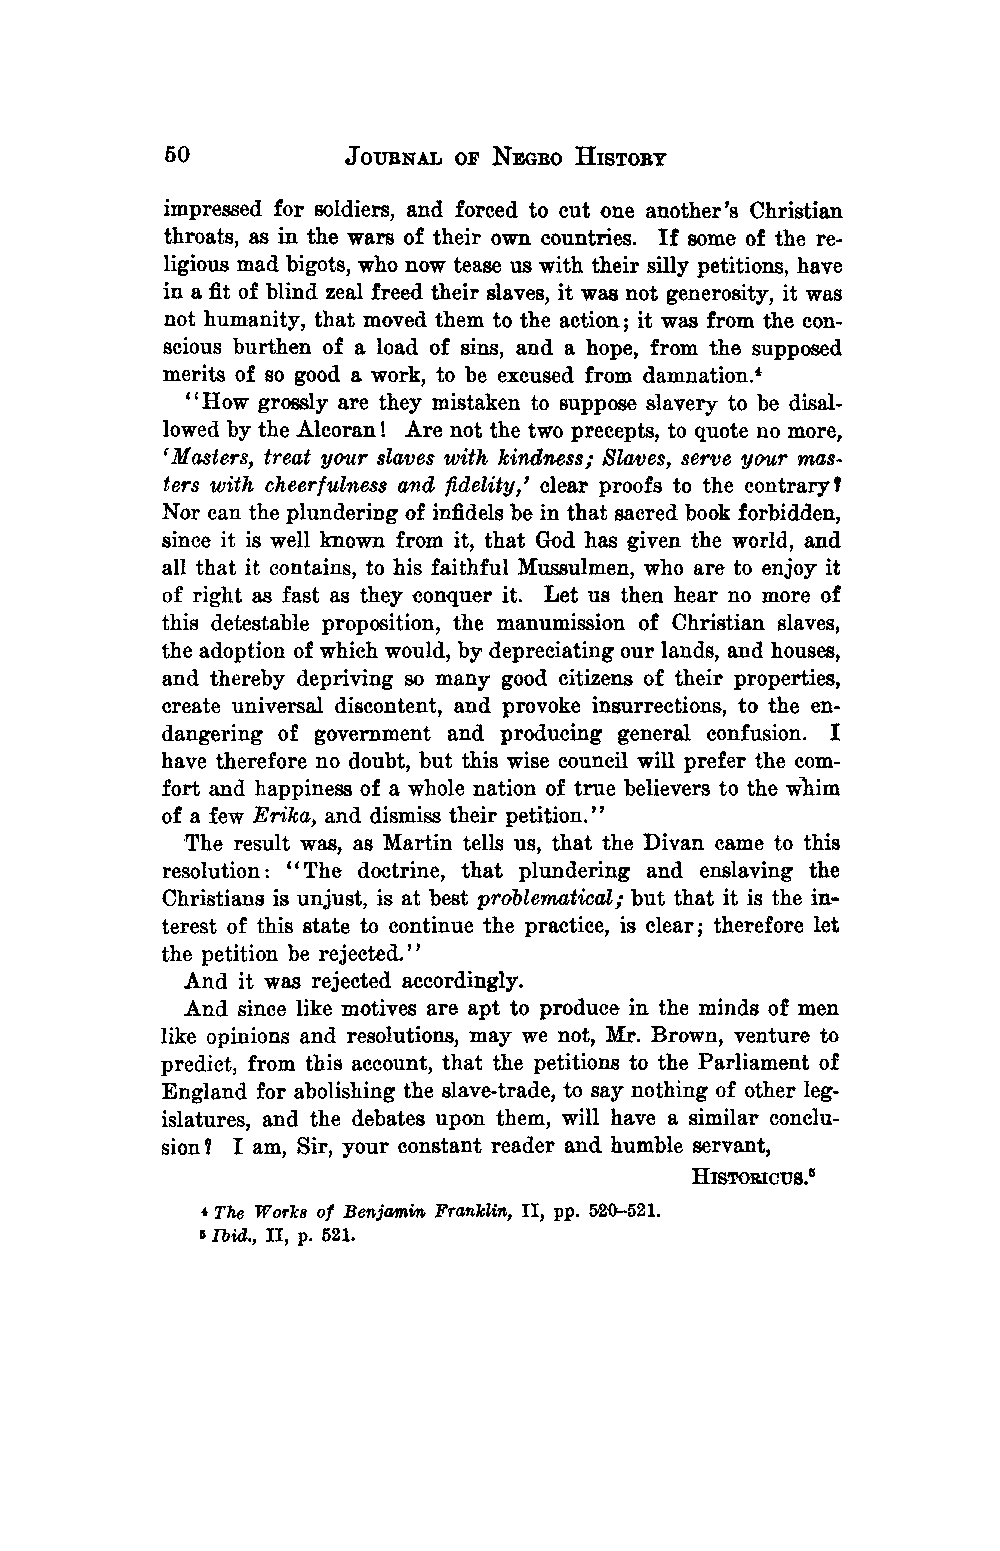 50 JOURNAL OF NEGRO HISTORY
impressed for soldiers, and forced to cut one another's Christian
throats, as in the wars of their own countries. If some of the re-
ligious mad bigots, who now tease us with their silly petitions, have
in a fit of blind zeal freed their slaves, it was not generosity, it was
not humanity, that moved them to the action; it was from the con-
scious burthen of a load of sins, and a hope, from the supposed
merits of so good a work, to be excused from damnation.⁴
"How grossly are they mistaken to suppose slavery to be disal-
lowed by the Alcoran! Are not the two precepts, to quote no more,
'Masters, treat your slaves with kindness; Slaves, serve your mas-
ters with cheerfulness and fidelity,' clear proofs to the contrary?
Nor can the plundering of infidels be in that sacred book forbidden,
since it is well known from it, that God has given the world, and
all that it contains, to his faithful Mussulmen, who are to enjoy it
of right as fast as they conquer it. Let us then hear no more of
this detestable proposition, the manumission of Christian slaves,
the adoption of which would, by depreciating our lands, and houses,
and thereby depriving so many good citizens of their properties,
create universal discontent, and provoke insurrections, to the en-
dangering of government and producing general confusion. I
have therefore no doubt, but this wise council will prefer the com-
fort and happiness of a whole nation of true believers to the whim
of a few Erika, and dismiss their petition."
The result was, as Martin tells us, that the Divan came to this
resolution: "The doctrine, that plundering and enslaving the
Christians is unjust, is at best problematical; but that it is the in-
terest of this state to continue the practice, is clear; therefore let
the petition be rejected."
And it was rejected accordingly.
And since like motives are apt to produce in the minds of men
like opinions and resolutions, may we not, Mr. Brown, venture to
predict, from this account, that the petitions to the Parliament of
England for abolishing the slave-trade, to say nothing of other leg-
islatures, and the debates upon them, will have a similar conclu-
sion? I am, Sir, your constant reader and humble servant,
HISTORICUS.⁵
⁴ The Works of Benjamin Franklin, II, pp. 520–521.
⁵ Ibid., II, p. 521.